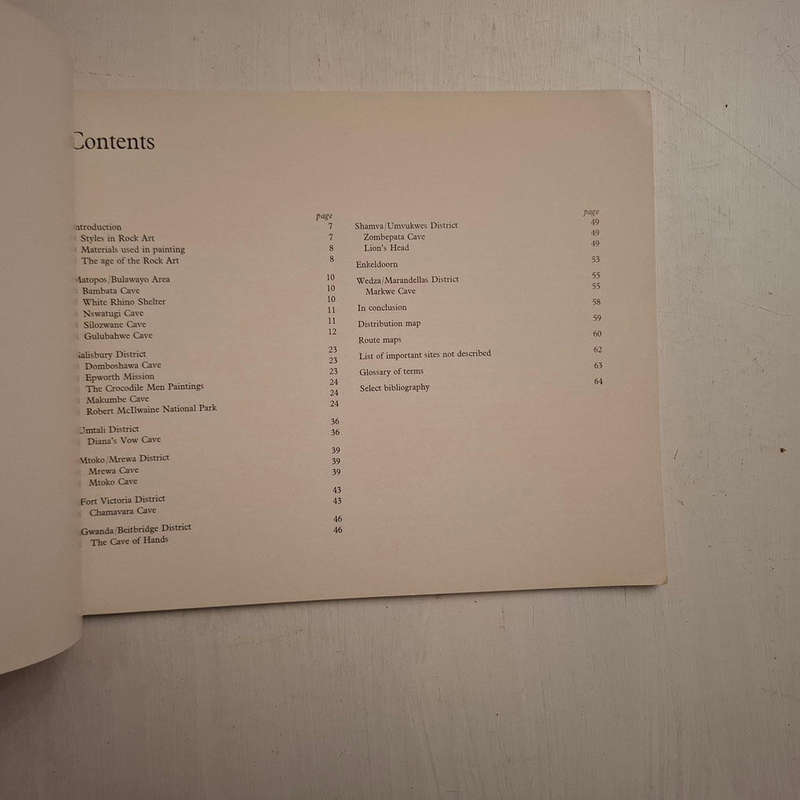 Contents
page
Introduction 7
Styles in Rock Art 7
Materials used in painting 8
The age of the Rock Art 8
Matopos/Bulawayo Area 10
Bambata Cave 10
White Rhino Shelter 10
Nswatugi Cave 11
Silozwane Cave 11
Gulubahwe Cave 12
Salisbury District 23
Domboshawa Cave 23
Epworth Mission 23
The Crocodile Men Paintings 24
Makumbe Cave 24
Robert McIlwaine National Park 24
Umtali District 36
Diana's Vow Cave 36
Mtoko/Mrewa District 39
Mrewa Cave 39
Mtoko Cave 39
Fort Victoria District 43
Chamavara Cave 43
Gwanda/Beitbridge District 46
The Cave of Hands 46
page
Shamva/Umvukwes District 49
Zombepata Cave 49
Lion's Head 49
Enkeldoorn 53
Wedza/Marandellas District 55
Markwe Cave 55
In conclusion 58
Distribution map 59
Route maps 60
List of important sites not described 62
Glossary of terms 63
Select bibliography 64